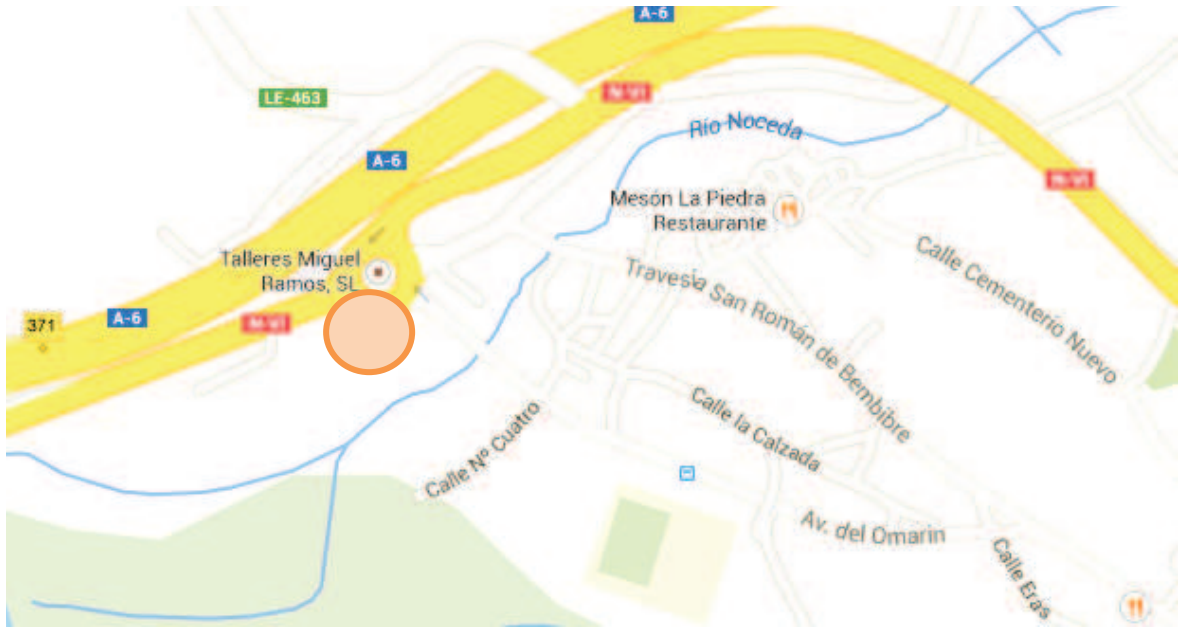 A-6
LE-463
N-VI
Río Noceda
A-6
N-VI
Mesón La Piedra
Restaurante
Talleres Miguel
Ramos, SL
Calle Cementerio Nuevo
Travesía San Román de Bembibre
371
A-6
N-VI
Calle la Calzada
Calle Nº Cuatro
Av. del Omarin
Calle Eras